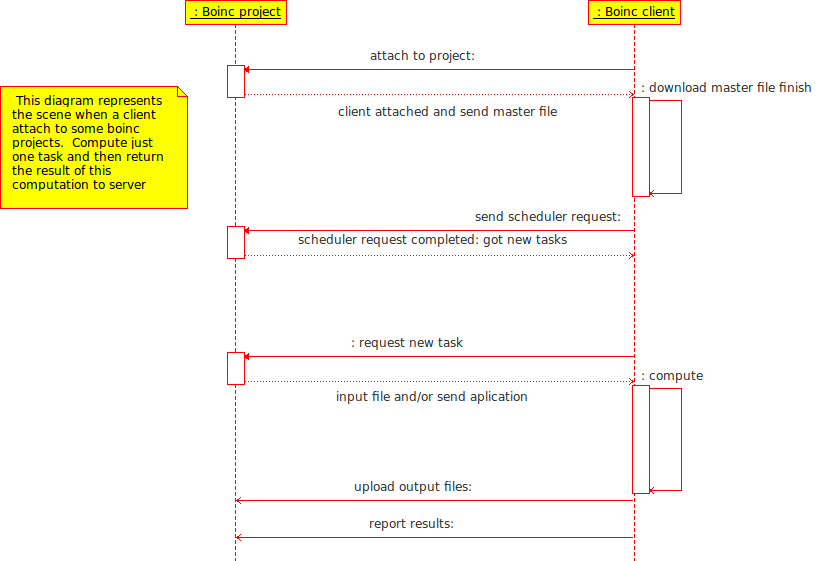 : Boinc project
: Boinc client
attach to project:
: download master file finish
This diagram represents
the scene when a client
attach to some boinc
projects. Compute just
one task and then return
the result of this
computation to server
client attached and send master file
send scheduler request:
scheduler request completed: got new tasks
: request new task
: compute
input file and/or send aplication
upload output files:
report results: